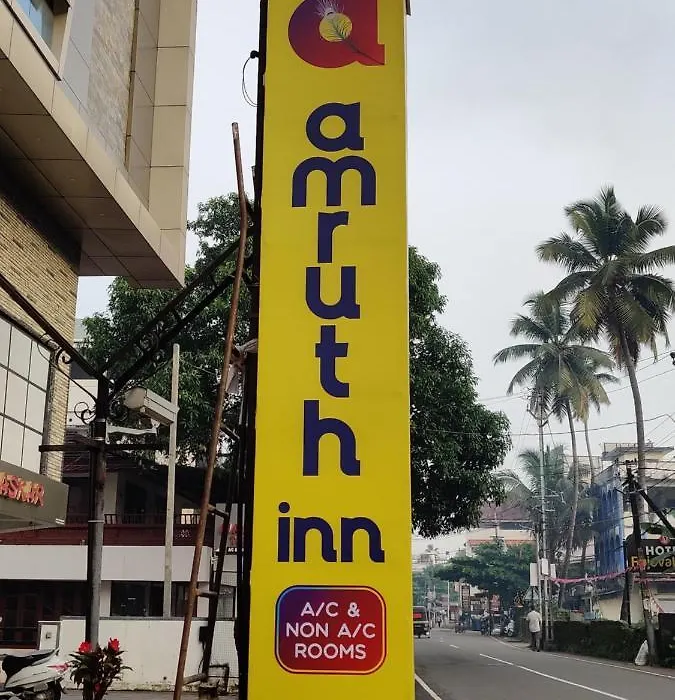 a
amruth
inn
A/C &
NON A/C
ROOMS